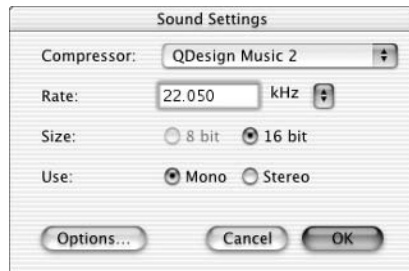 Sound Settings
Compressor: QDesign Music 2
Rate: 22.050 kHz
Size: 8 bit 16 bit
Use: Mono Stereo
Options... Cancel OK